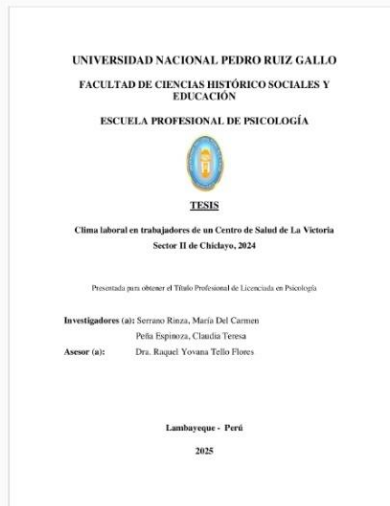 UNIVERSIDAD NACIONAL PEDRO RUIZ GALLO
FACULTAD DE CIENCIAS HISTÓRICO SOCIALES Y
EDUCACIÓN
ESCUELA PROFESIONAL DE PSICOLOGÍA
TESIS
Clima laboral en trabajadores de un Centro de Salud de La Victoria
Sector II de Chiclayo, 2024
Presentada para obtener el Título Profesional de Licenciada en Psicología
Investigadores (a): Serrano Rinza, María Del Carmen
Peña Espinoza, Claudia Teresa
Asesor (a): Dra. Raquel Yovana Tello Flores
Lambayeque - Perú
2025